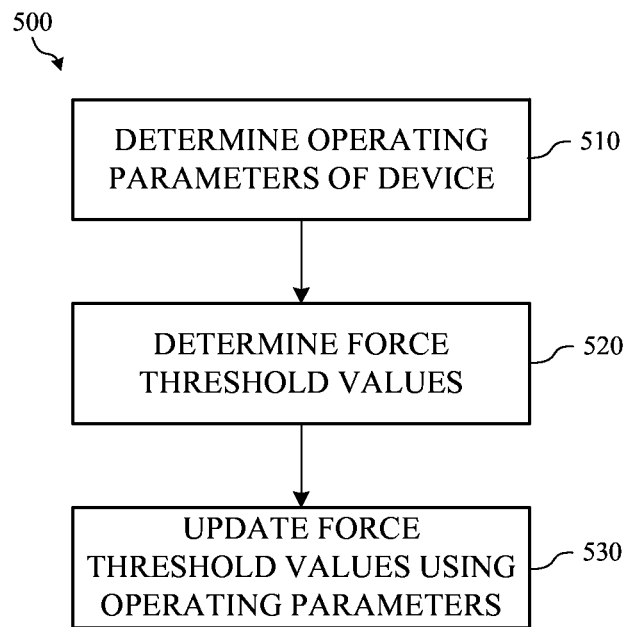 500
DETERMINE OPERATING
PARAMETERS OF DEVICE
510
DETERMINE FORCE
THRESHOLD VALUES
520
UPDATE FORCE
THRESHOLD VALUES USING
OPERATING PARAMETERS
530